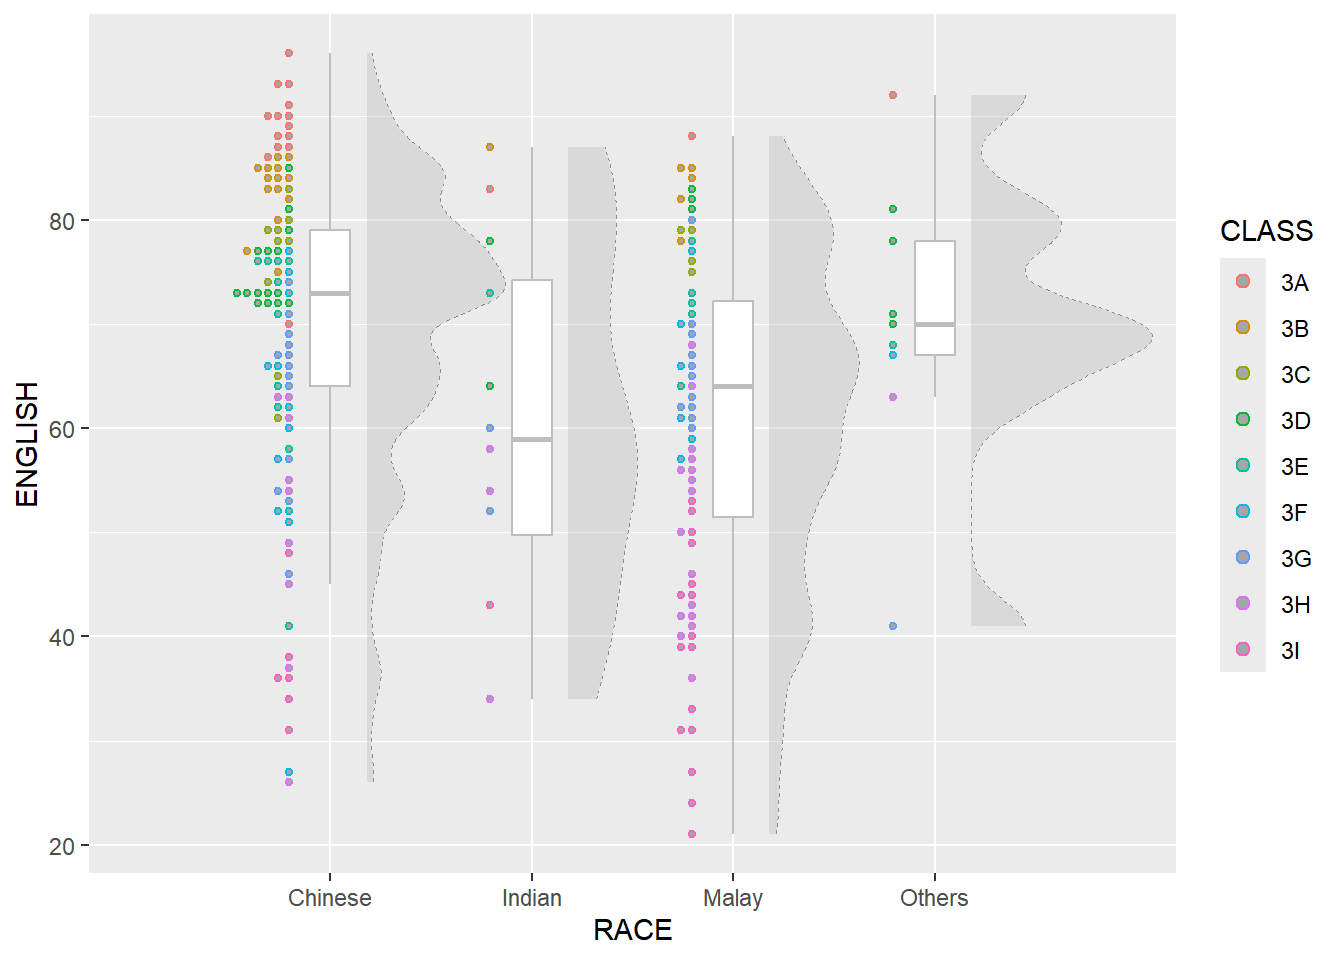 ENGLISH
80
60
40
20
Chinese
Indian
Malay
Others
RACE
CLASS
3A
3B
3C
3D
3E
3F
3G
3H
3I